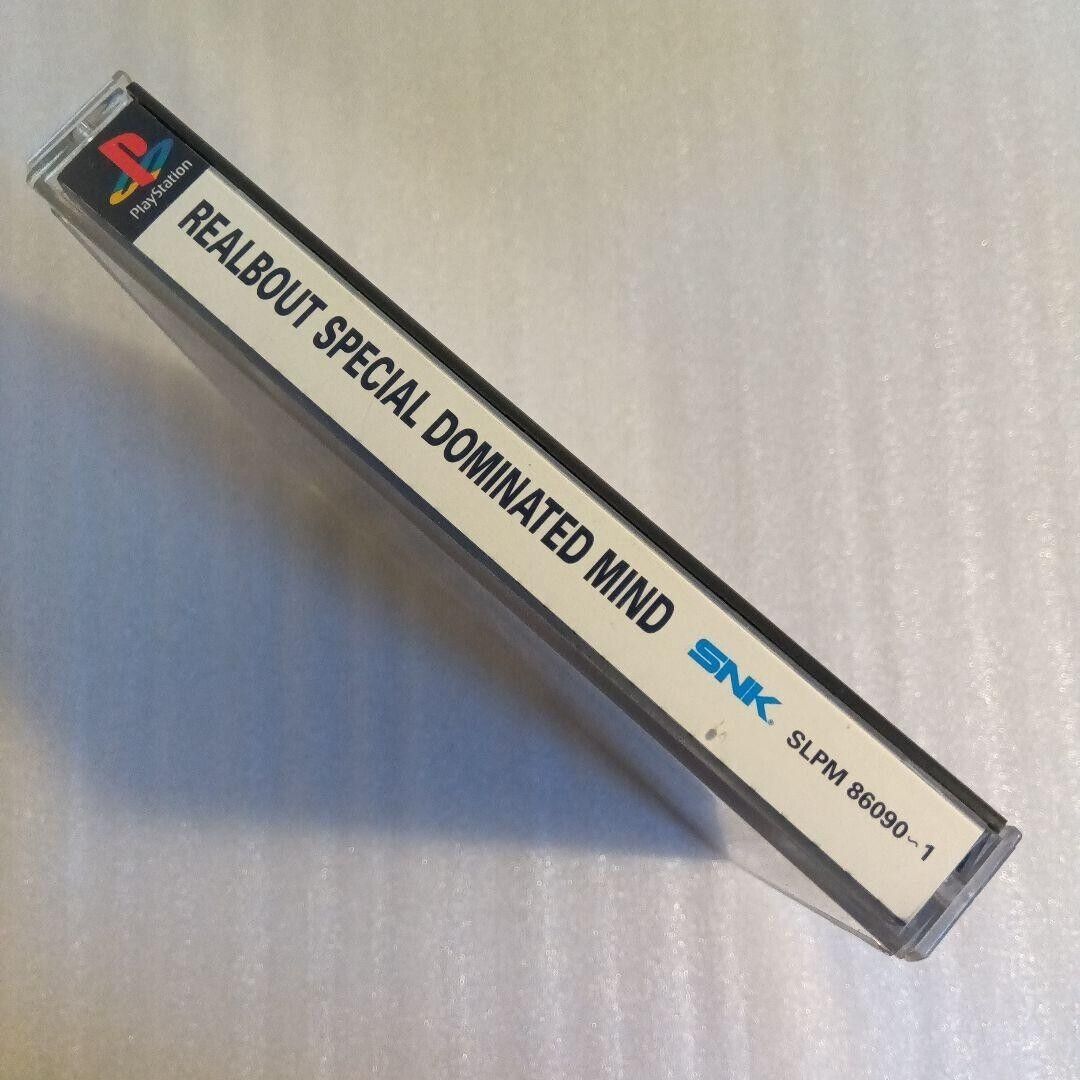 PlayStation
REALBOUT SPECIAL DOMINATED MIND
SNK
SLPM 86090~1